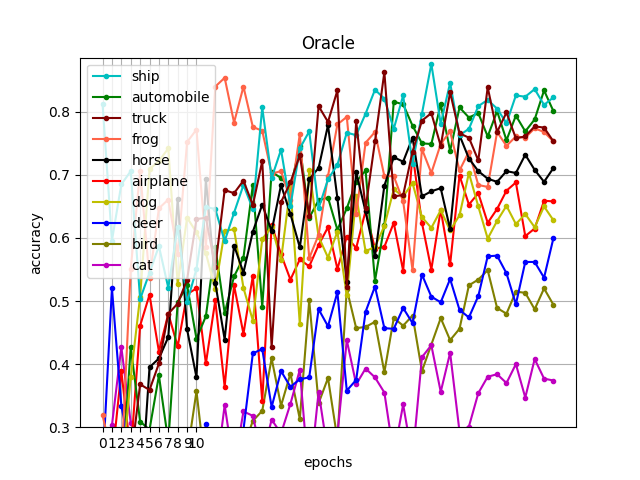 Oracle
ship
automobile
truck
frog
horse
airplane
dog
deer
bird
cat
accuracy
0.8
0.7
0.6
0.5
0.4
0.3
0 1 2 3 4 5 6 7 8 9 10
epochs